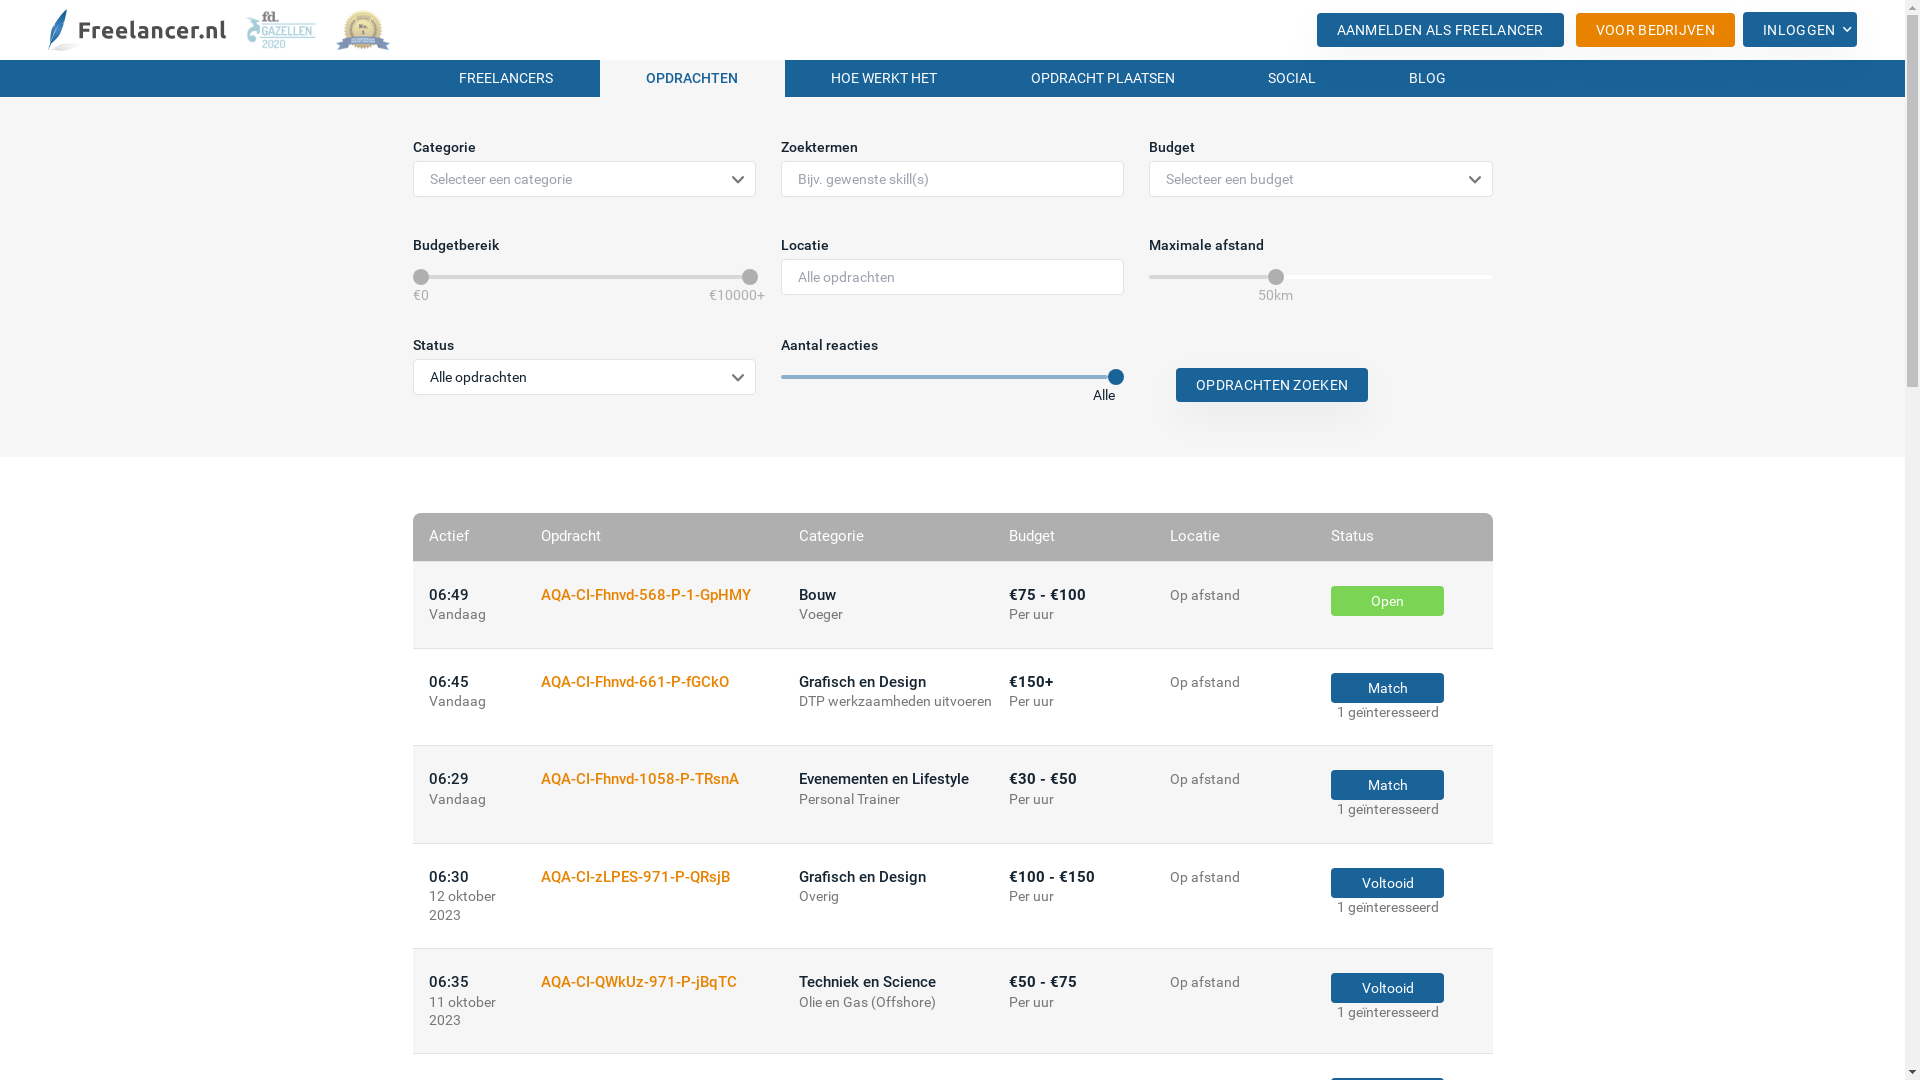 Freelancer.nl
fd.
GAZELLEN
2020
AANMELDEN ALS FREELANCER
VOOR BEDRIJVEN
INLOGGEN
FREELANCERS
OPDRACHTEN
HOE WERKT HET
OPDRACHT PLAATSEN
SOCIAL
BLOG
Categorie
Zoektermen
Budget
Selecteer een categorie
Bijv. gewenste skill(s)
Selecteer een budget
Budgetbereik
Locatie
Maximale afstand
Alle opdrachten
€0
€10000+
50km
Status
Aantal reacties
Alle opdrachten
Alle
OPDRACHTEN ZOEKEN
Actief Opdracht Categorie Budget Locatie Status
06:49 AQA-CI-Fhnvd-568-P-1-GpHMY Bouw €75 - €100 Op afstand Open
Vandaag Voeger Per uur
06:45 AQA-CI-Fhnvd-661-P-fGCkO Grafisch en Design €150+ Op afstand Match
Vandaag DTP werkzaamheden uitvoeren Per uur
1 geïnteresseerd
06:29 AQA-CI-Fhnvd-1058-P-TRsnA Evenementen en Lifestyle €30 - €50 Op afstand Match
Vandaag Personal Trainer Per uur
1 geïnteresseerd
06:30 AQA-CI-zLPES-971-P-QRsjB Grafisch en Design €100 - €150 Op afstand Voltooid
12 oktober Overig Per uur
2023
1 geïnteresseerd
06:35 AQA-CI-QWkUz-971-P-jBqTC Techniek en Science €50 - €75 Op afstand Voltooid
11 oktober Olie en Gas (Offshore) Per uur
2023
1 geïnteresseerd